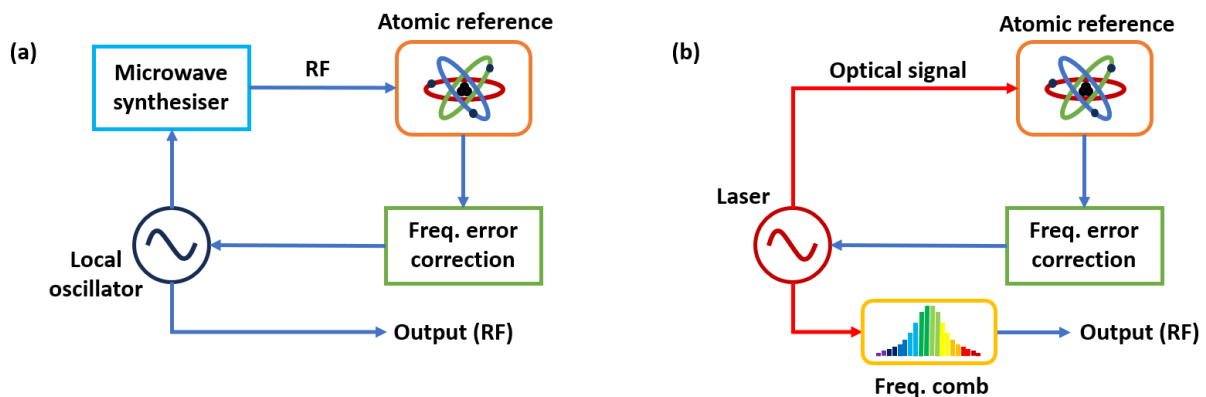 (a)
Microwave
synthesiser
RF
Atomic reference
Local
oscillator
Freq. error
correction
Output (RF)
(b)
Optical signal
Atomic reference
Laser
Freq. error
correction
Output (RF)
Freq. comb